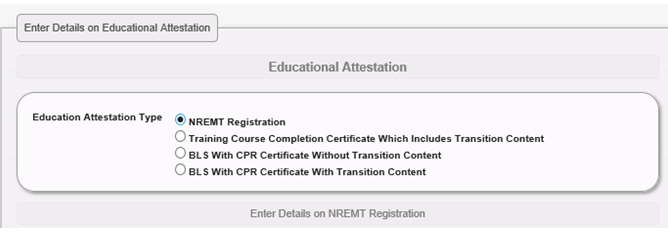 Enter Details on Educational Attestation
Educational Attestation
Education Attestation Type
NREMT Registration
Training Course Completion Certificate Which Includes Transition Content
BLS With CPR Certificate Without Transition Content
BLS With CPR Certificate With Transition Content
Enter Details on NREMT Registration